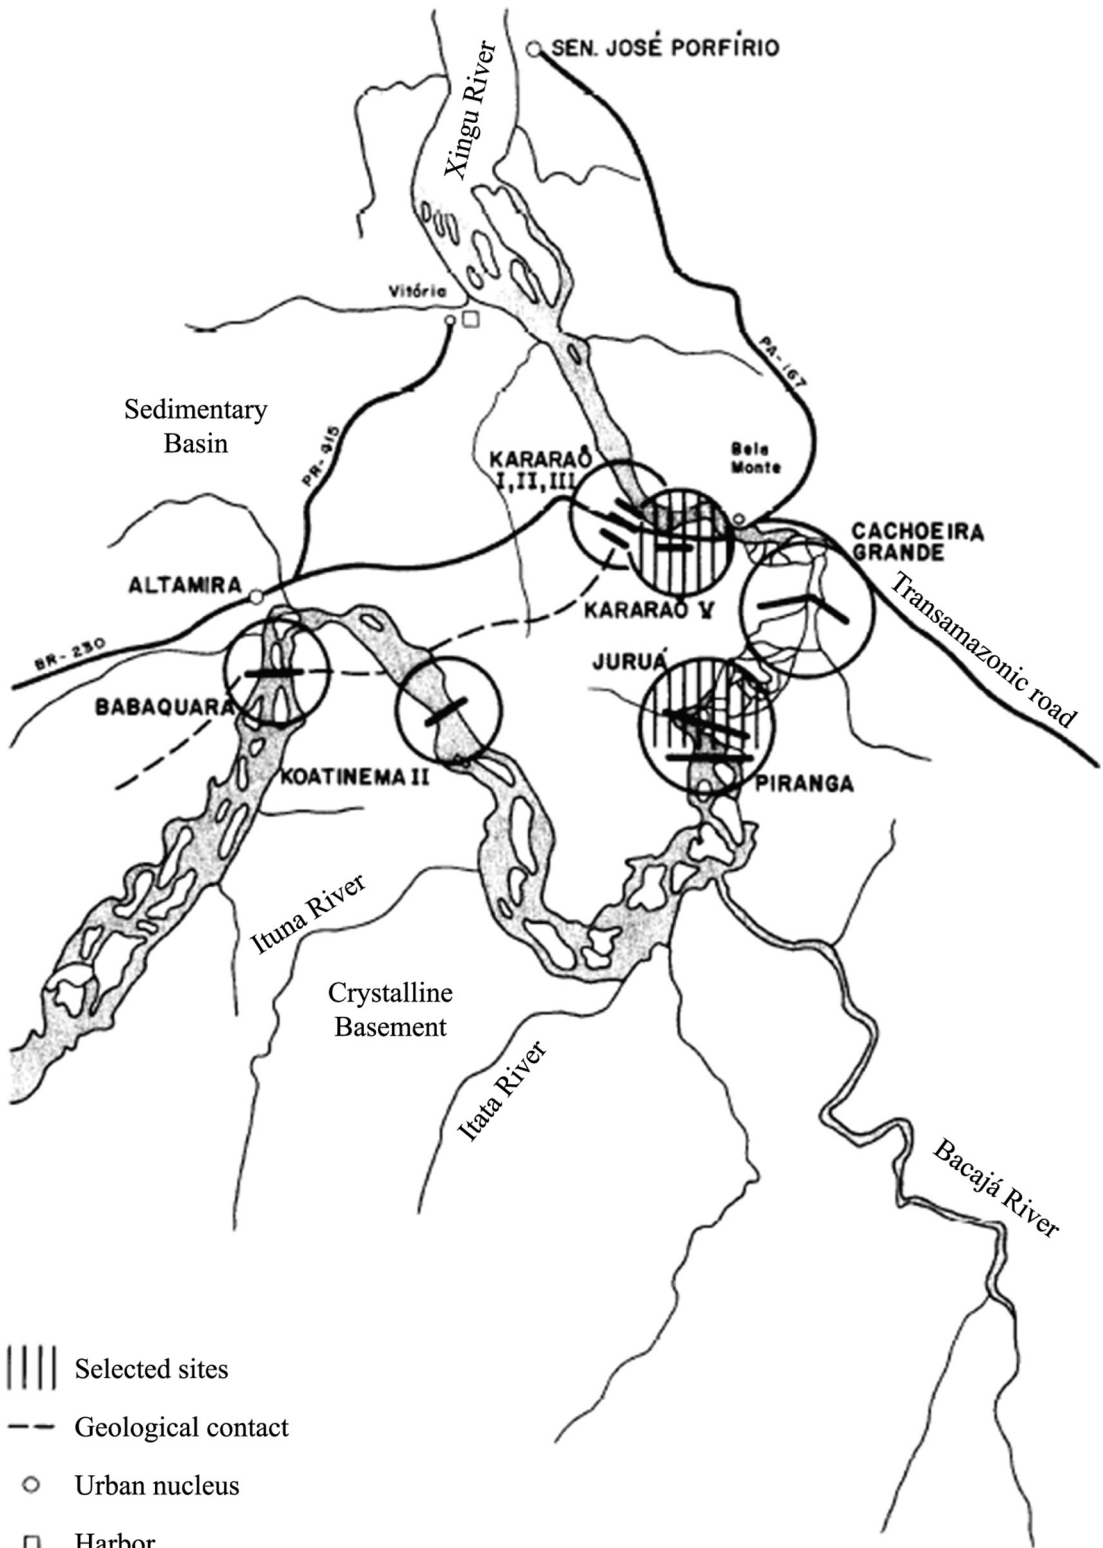 SEN. JOSÉ PORFÍRIO
Xingu River
Vitória
PA-167
Sedimentary
Basin
PR-415
KARARAÔ
I, II, III
Bela
Monte
CACHOEIRA
GRANDE
ALTAMIRA
KARARAÔ V
Transamazonic road
BR-230
JURUÁ
BABAQUARA
KOATINEMA II
PIRANGA
Ituna River
Crystalline
Basement
Itata River
Bacajá River
Selected sites
Geological contact
Urban nucleus
Harbor